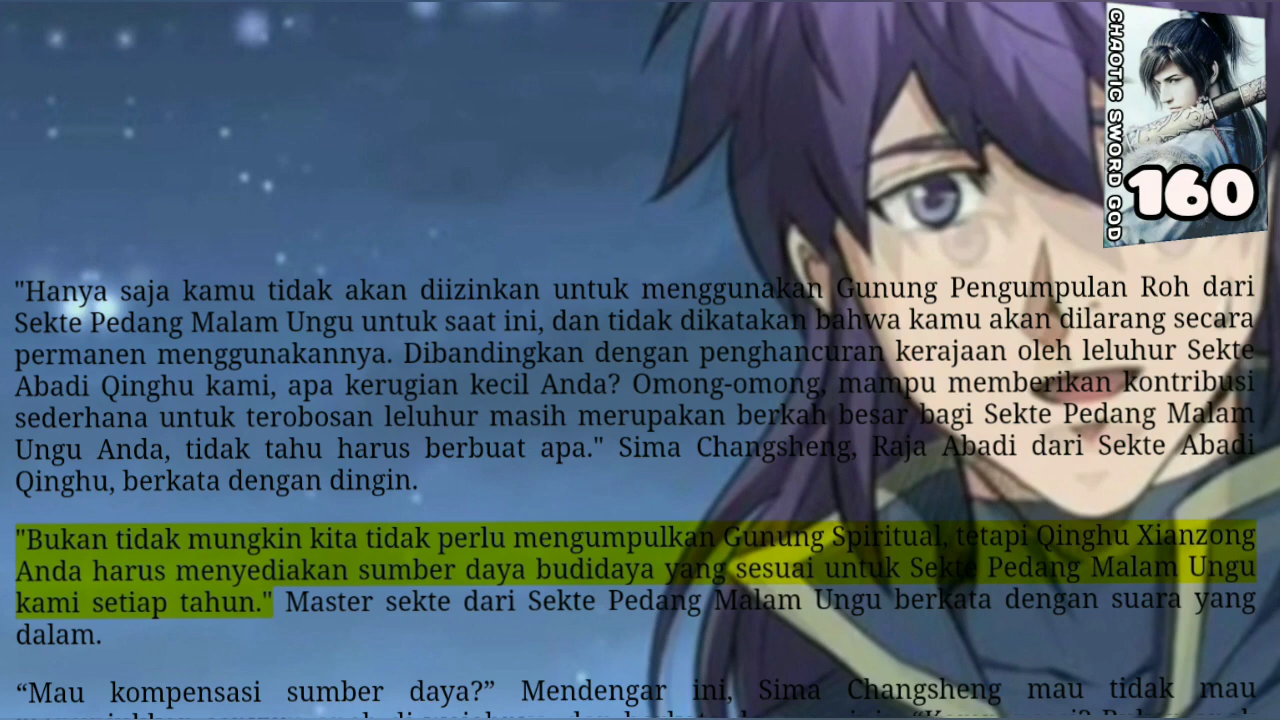 CHAOTIC SWORD GOD
160
"Hanya saja kamu tidak akan diizinkan untuk menggunakan Gunung Pengumpulan Roh dari
Sekte Pedang Malam Ungu untuk saat ini, dan tidak dikatakan bahwa kamu akan dilarang secara
permanen menggunakannya. Dibandingkan dengan penghancuran kerajaan oleh leluhur Sekte
Abadi Qinghu kami, apa kerugian kecil Anda? Omong-omong, mampu memberikan kontribusi
sederhana untuk terobosan leluhur masih merupakan berkah besar bagi Sekte Pedang Malam
Ungu Anda, tidak tahu harus berbuat apa." Sima Changsheng, Raja Abadi dari Sekte Abadi
Qinghu, berkata dengan dingin.
"Bukan tidak mungkin kita tidak perlu mengumpulkan Gunung Spiritual, tetapi Qinghu Xianzong
Anda harus menyediakan sumber daya budidaya yang sesuai untuk Sekte Pedang Malam Ungu
kami setiap tahun." Master sekte dari Sekte Pedang Malam Ungu berkata dengan suara yang
dalam.
“Mau kompensasi sumber daya?” Mendengar ini, Sima Changsheng mau tidak mau